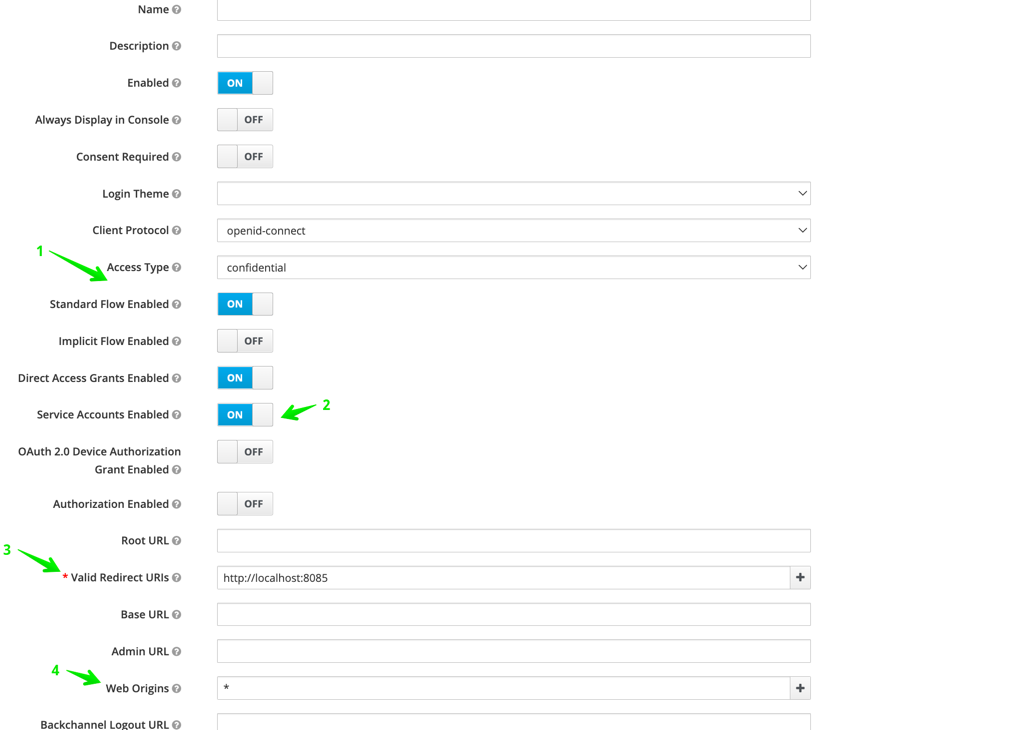 Name
Description
Enabled ON
Always Display in Console OFF
Consent Required OFF
Login Theme
Client Protocol openid-connect
1
Access Type confidential
Standard Flow Enabled ON
Implicit Flow Enabled OFF
Direct Access Grants Enabled ON
Service Accounts Enabled ON 2
OAuth 2.0 Device Authorization
Grant Enabled OFF
Authorization Enabled OFF
Root URL
3
* Valid Redirect URIs http://localhost:8085
Base URL
Admin URL
4
Web Origins *
Backchannel Logout URL